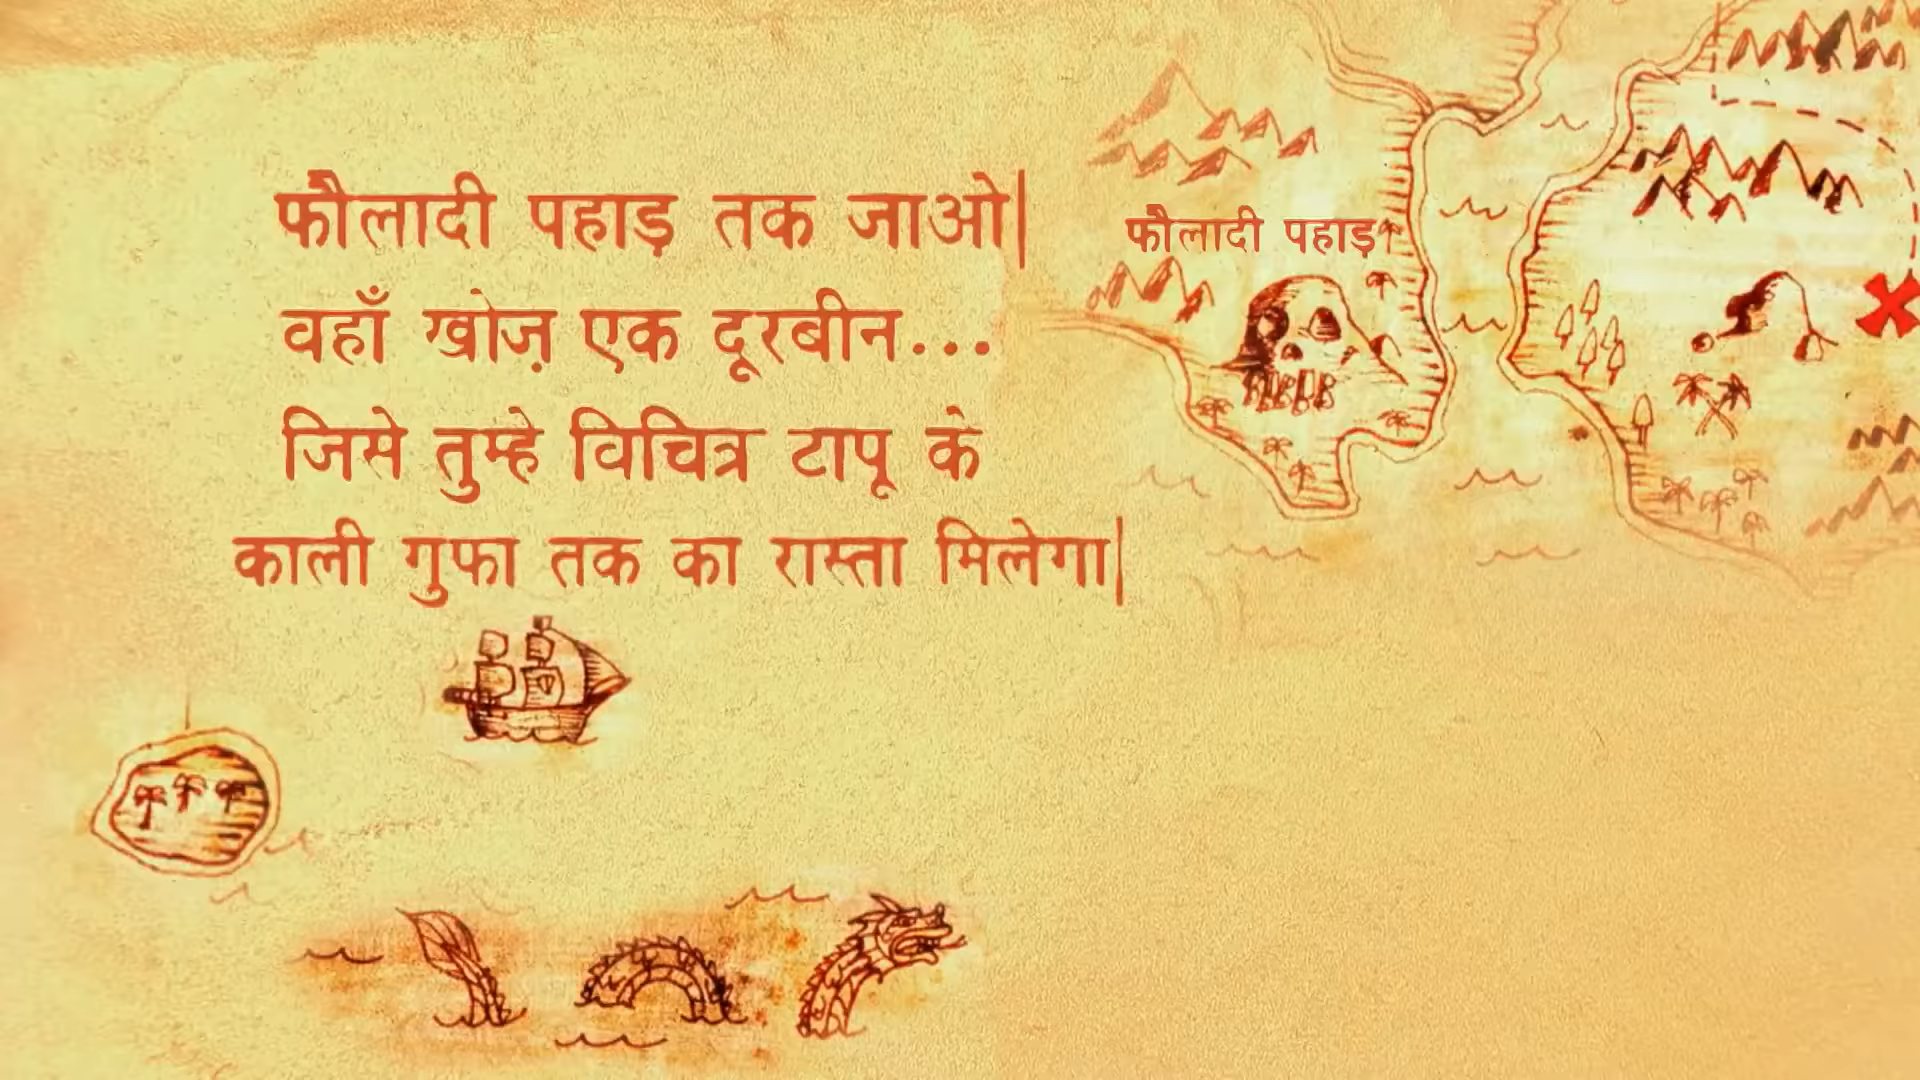 फौलादी पहाड़ तक जाओ|
वहाँ खोज़ एक दूरबीन...
जिसे तुम्हे विचित्र टापू के
काली गुफा तक का रास्ता मिलेगा|
फौलादी पहाड़